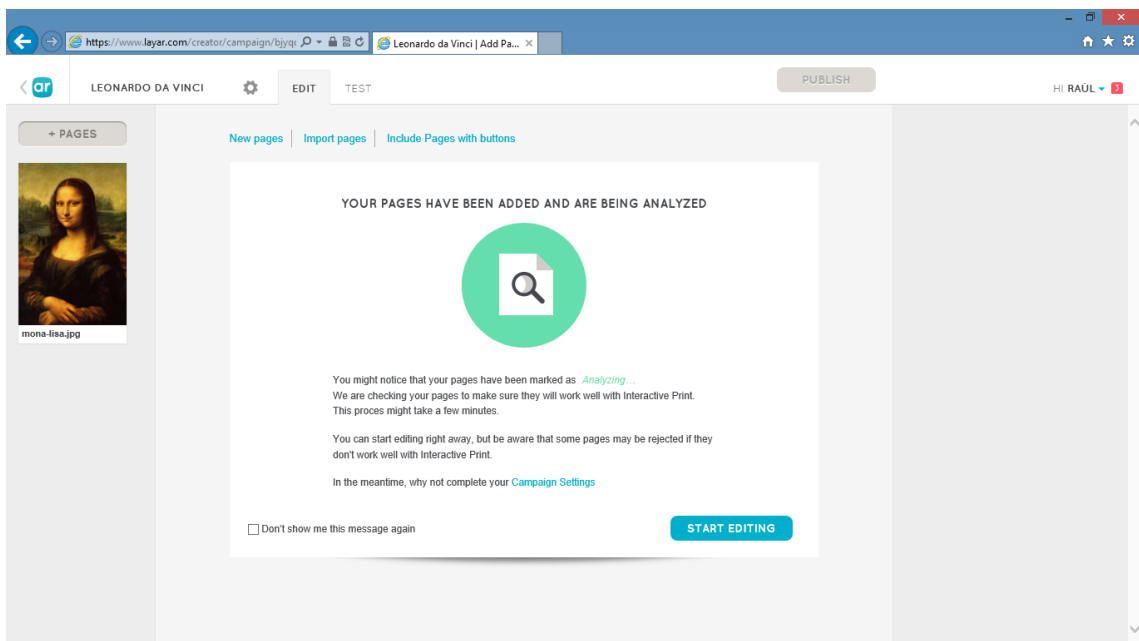 https://www.layar.com/creator/campaign/bjyq
Leonardo da Vinci | Add Pa...
ar
LEONARDO DA VINCI
EDIT
TEST
PUBLISH
HI RAÚL
3
+ PAGES
New pages
Import pages
Include Pages with buttons
YOUR PAGES HAVE BEEN ADDED AND ARE BEING ANALYZED
mona-lisa.jpg
You might notice that your pages have been marked as Analyzing...
We are checking your pages to make sure they will work well with Interactive Print.
This proces might take a few minutes.
You can start editing right away, but be aware that some pages may be rejected if they
don't work well with Interactive Print.
In the meantime, why not complete your Campaign Settings
Don't show me this message again
START EDITING